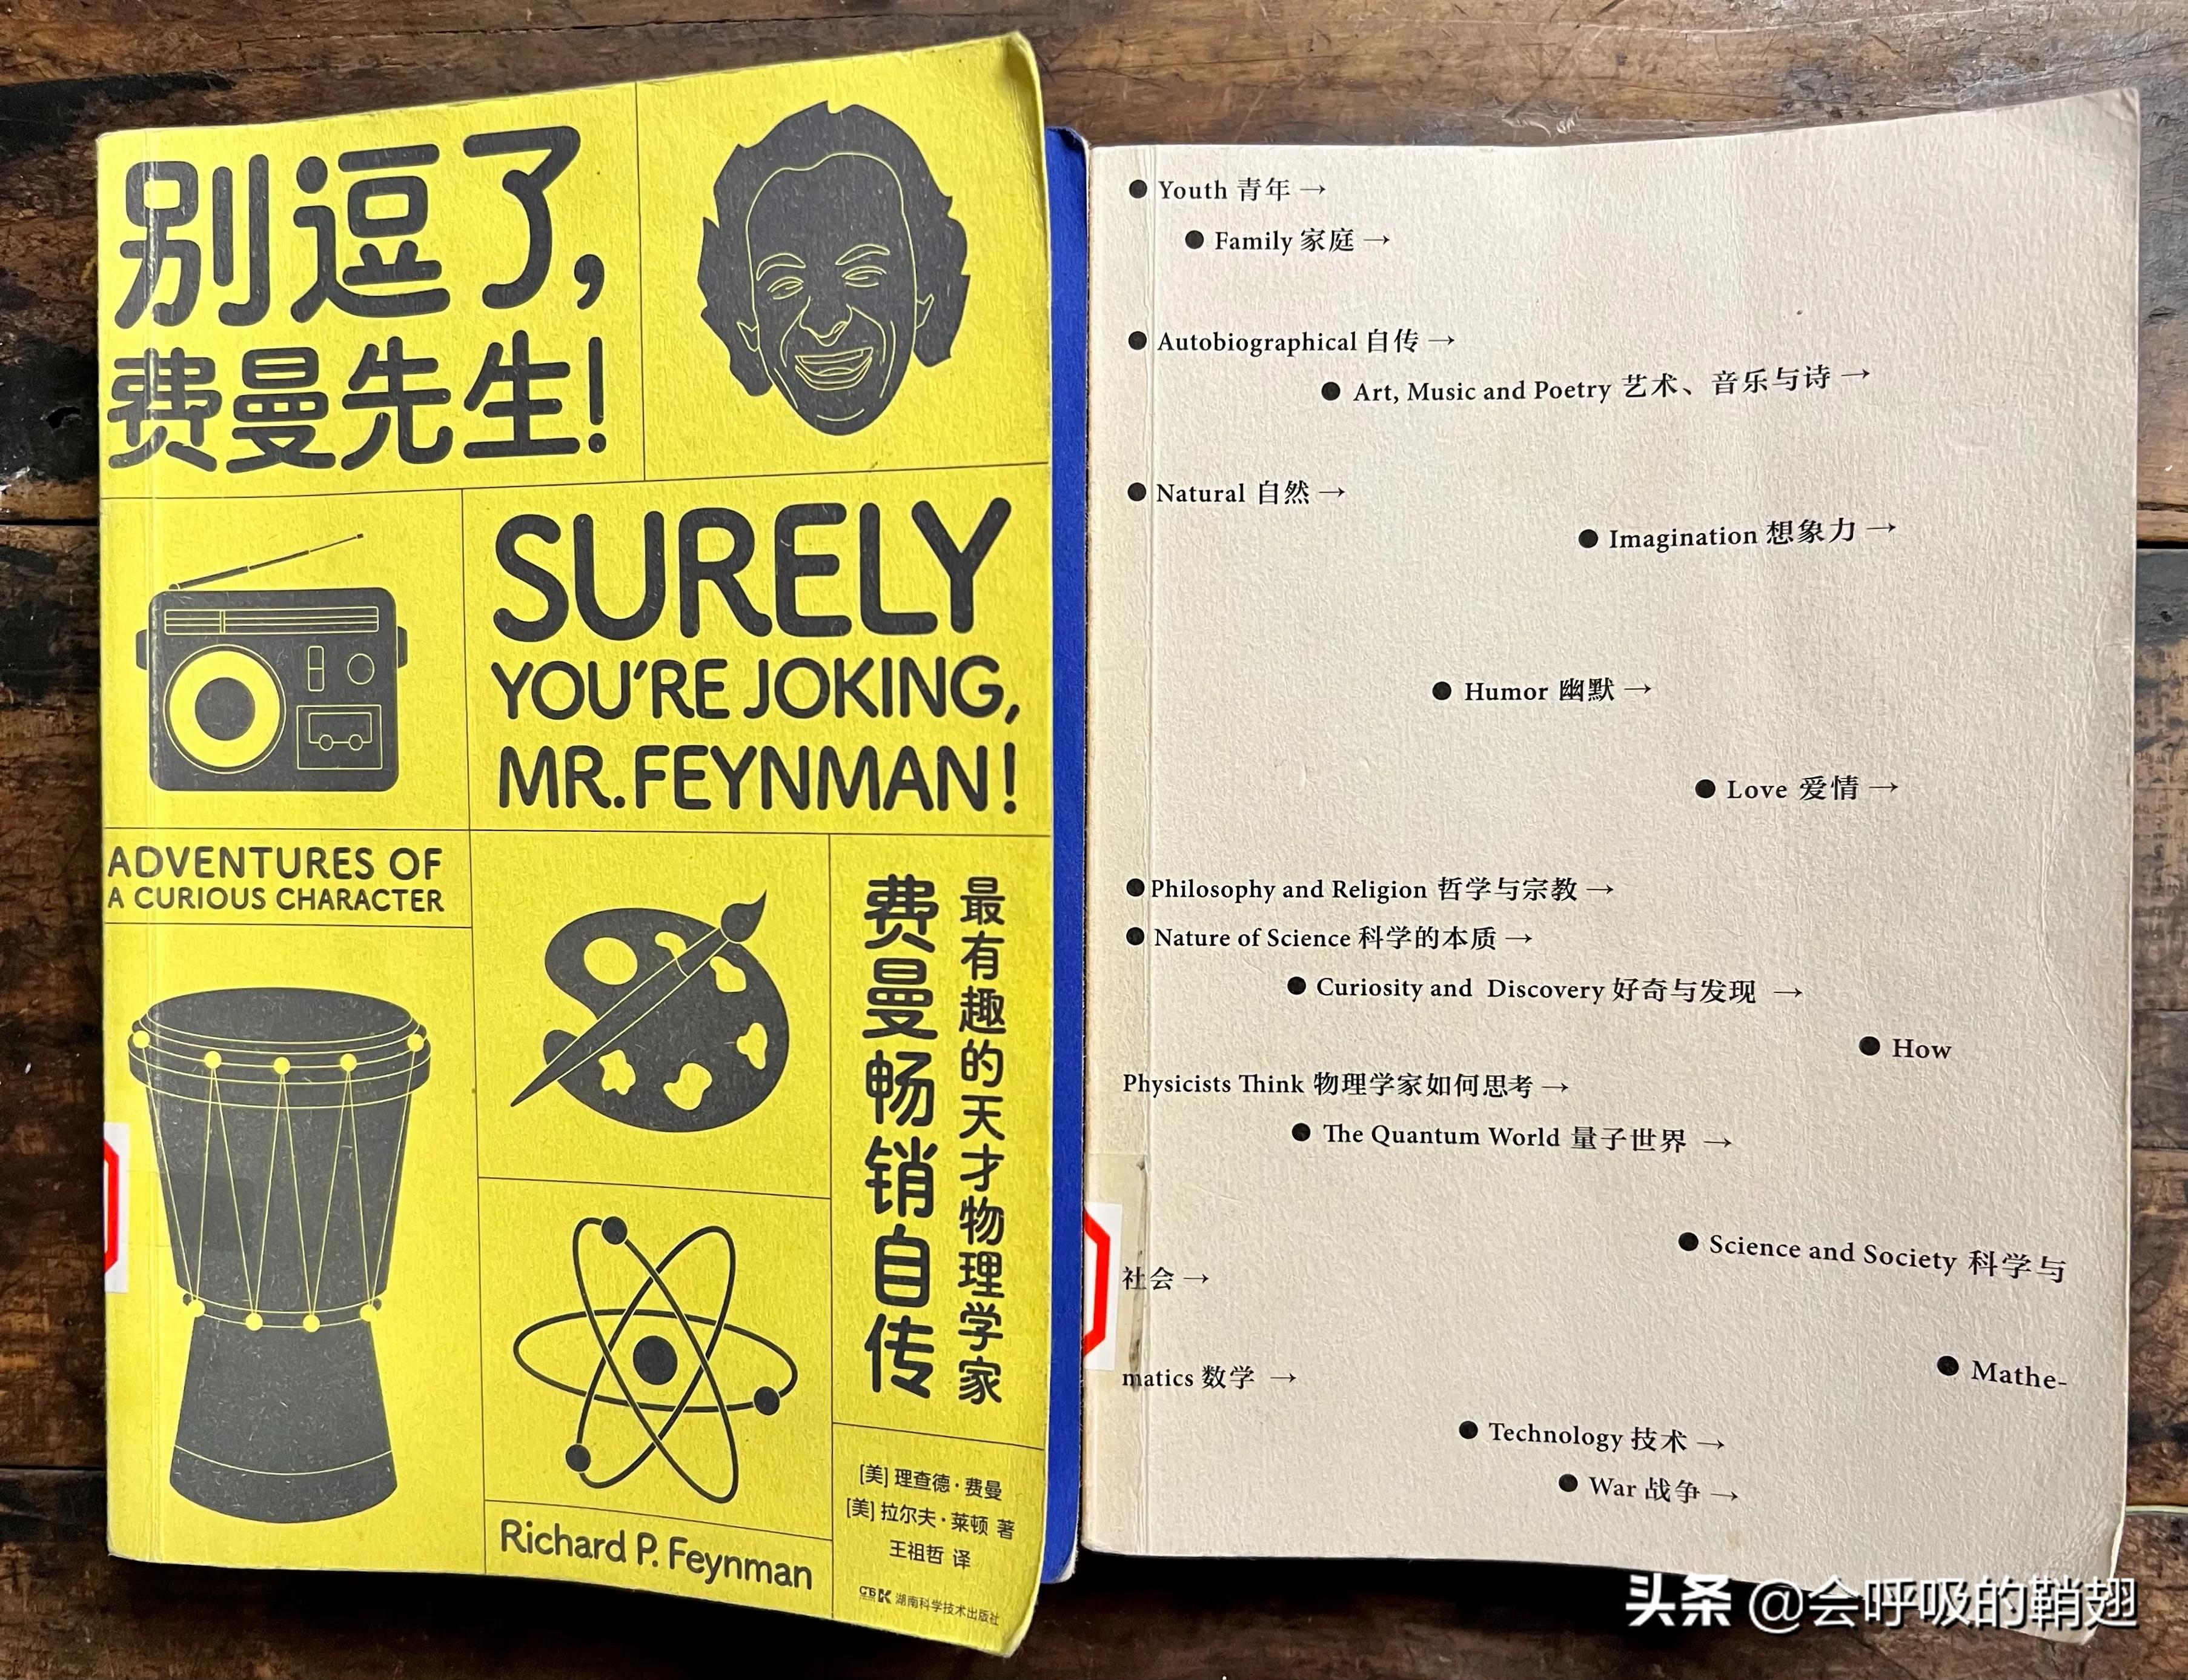 别逗了,
费曼先生!
SURELY
YOU'RE JOKING,
MR. FEYNMAN!
ADVENTURES OF
A CURIOUS CHARACTER
最有趣的天才物理学家
费曼畅销自传
[美] 理查德·费曼
[美] 拉尔夫·莱顿 著
王祖哲 译
湖南科学技术出版社
Richard P. Feynman
● Youth 青年 →
● Family 家庭 →
● Autobiographical 自传 →
● Art, Music and Poetry 艺术、音乐与诗 →
● Natural 自然 →
● Imagination 想象力 →
● Humor 幽默 →
● Love 爱情 →
● Philosophy and Religion 哲学与宗教 →
● Nature of Science 科学的本质 →
● Curiosity and Discovery 好奇与发现 →
● How
Physicists Think 物理学家如何思考 →
● The Quantum World 量子世界 →
● Science and Society 科学与
社会 →
● Mathe-
matics 数学 →
● Technology 技术 →
● War 战争 →
头条 @会呼吸的鞘翅